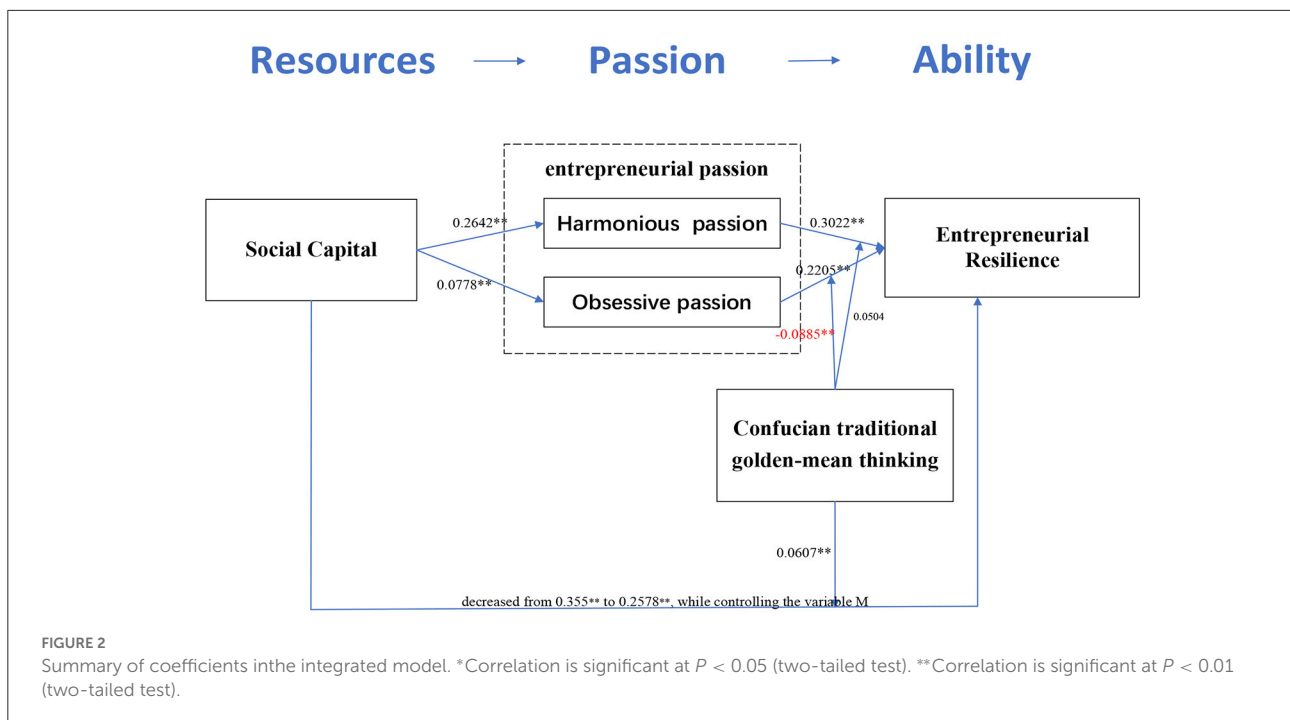 Resources Passion Ability
entrepreneurial passion
Social Capital
0.2642**
0.0778**
Harmonious passion
Obsessive passion
0.3022**
0.2205**
-0.0885**
0.0504
Entrepreneurial
Resilience
Confucian traditional
golden-mean thinking
0.0607**
decreased from 0.355** to 0.2578**, while controlling the variable M
FIGURE 2
Summary of coefficients inthe integrated model. *Correlation is significant at P < 0.05 (two-tailed test). **Correlation is significant at P < 0.01
(two-tailed test).